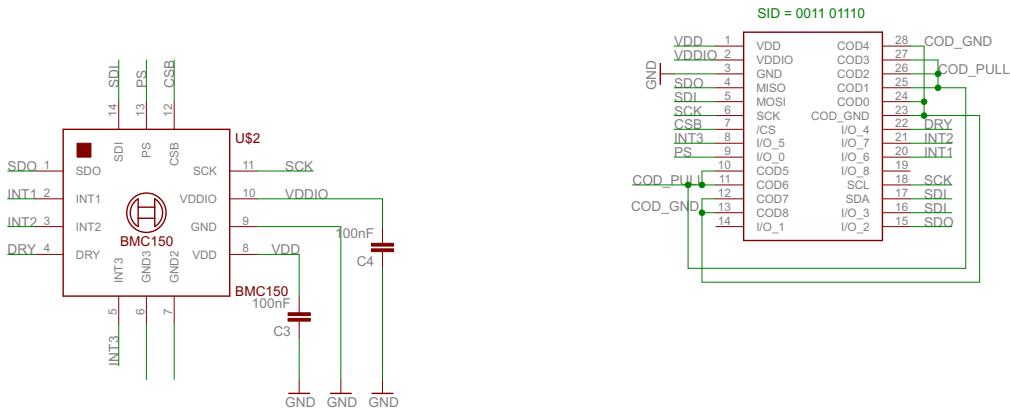 SID = 0011 01110
SDI
PS
CSB
14
13
12
U$2
SDI
PS
CSB
SDO 1 SDO
SCK 11 SCK
INT1 2 INT1
VDDIO 10 VDDIO
INT2 3 INT2
GND 9
BMC150
100nF
C4
DRY 4 DRY
VDD 8 VDD
INT3
GND3
GND2
BMC150
5
6
7
100nF
C3
INT3
GND
GND
GND
VDD 1 VDD
COD4 28 COD_GND
VDDIO 2 VDDIO
COD3 27
GND 3 GND
COD2 26 COD_PULL
SDO 4 MISO
COD1 25
SDI 5 MOSI
COD0 24
SCK 6 SCK
COD_GND 23
CSB 7 /CS
I/O_4 22 DRY
INT3 8 I/O_5
I/O_7 21 INT2
PS 9 I/O_0
I/O_6 20 INT1
10 COD5
I/O_8 19
COD_PULL 11 COD6
SCL 18 SCK
12 COD7
SDA 17 SDI
COD_GND 13 COD8
I/O_3 16 SDI
14 I/O_1
I/O_2 15 SDO